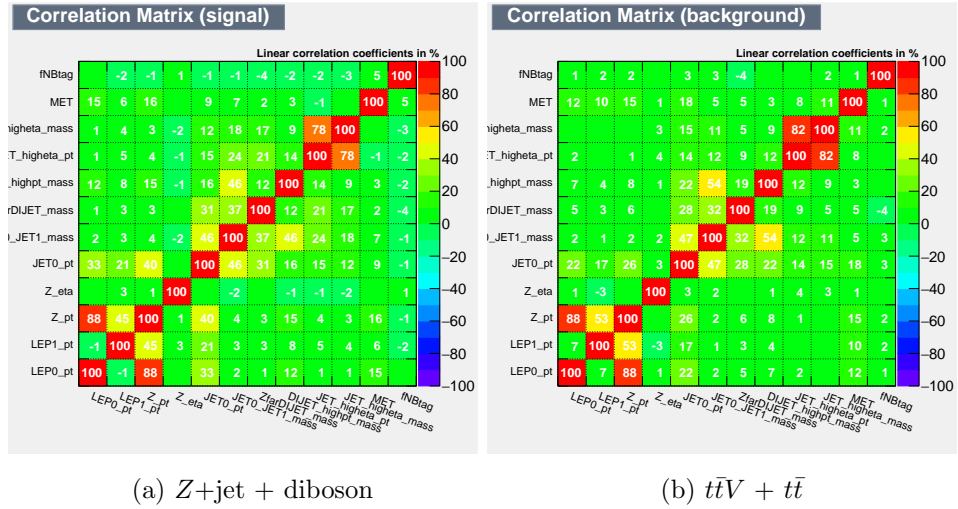 Correlation Matrix (signal)
Linear correlation coefficients in %
fNBtag -2 -1 1 -1 -1 -4 -2 -2 -3 5 100
MET 15 6 16 9 7 2 3 -1 100 5
higheta_mass 1 4 3 -2 12 18 17 9 78 100 -3
ET_higheta_pt 1 5 4 -1 15 24 21 14 100 78 -1 -2
_highpt_mass 12 8 15 -1 16 46 12 100 14 9 3 -2
arDIJET_mass 1 3 3 31 37 100 12 21 17 2 -4
0_JET1_mass 2 3 4 -2 46 100 37 46 24 18 7 -1
JET0_pt 33 21 40 100 46 31 16 15 12 9 -1
Z_eta 3 1 100 -2 -1 -1 -2 1
Z_pt 88 45 100 1 40 4 3 15 4 3 16 -1
LEP1_pt -1 100 45 3 21 3 3 8 5 4 6 -2
LEP0_pt 100 -1 88 33 2 1 12 1 1 15
LEP0_pt
LEP1_pt
Z_pt
Z_eta
JET0_pt
JET0_JET1_mass
ZfarDIJET_mass
DIJET_highpt_mass
JET_higheta_pt
JET_higheta_mass
MET
fNBtag
100
80
60
40
20
0
−20
−40
−60
−80
−100
(a) Z+jet + diboson
Correlation Matrix (background)
Linear correlation coefficients in %
fNBtag 1 2 2 3 3 -4 2 1 100
MET 12 10 15 1 18 5 5 3 8 11 100 1
higheta_mass 3 15 11 5 9 82 100 11 2
ET_higheta_pt 1 2 4 14 12 9 12 100 82 8
_highpt_mass 7 4 8 1 22 54 19 100 12 9 3
arDIJET_mass 5 3 6 28 32 100 19 9 5 5 -4
0_JET1_mass 2 1 2 3 47 100 32 54 12 11 5 3
JET0_pt 22 17 26 3 100 47 28 22 14 15 18 3
Z_eta 1 -3 100 3 2 1 4 3 1
Z_pt 88 53 100 26 2 6 8 2 15 2
LEP1_pt 7 100 53 -3 17 1 3 4 10 2
LEP0_pt 100 7 88 1 22 2 5 7 1 12 1
LEP0_pt
LEP1_pt
Z_pt
Z_eta
JET0_pt
JET0_JET1_mass
ZfarDIJET_mass
DIJET_highpt_mass
JET_higheta_pt
JET_higheta_mass
MET
fNBtag
100
80
60
40
20
0
−20
−40
−60
−80
−100
(b) tt̄V + tt̄